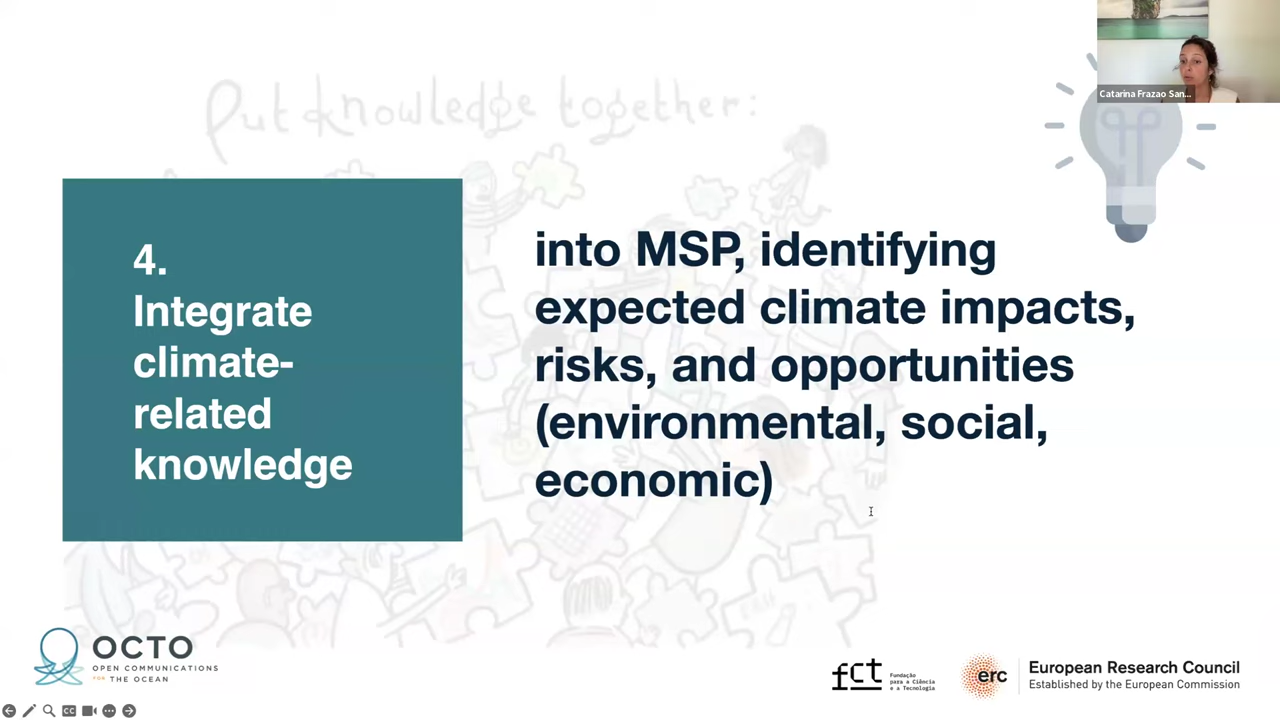 Put knowledge together:
Catarina Frazao San...
4.
Integrate
climate-
related
knowledge
into MSP, identifying
expected climate impacts,
risks, and opportunities
(environmental, social,
economic)
OCTO
OPEN COMMUNICATIONS
FOR THE OCEAN
fct
Fundação
para a Ciência
e a Tecnologia
erc
European Research Council
Established by the European Commission
CC